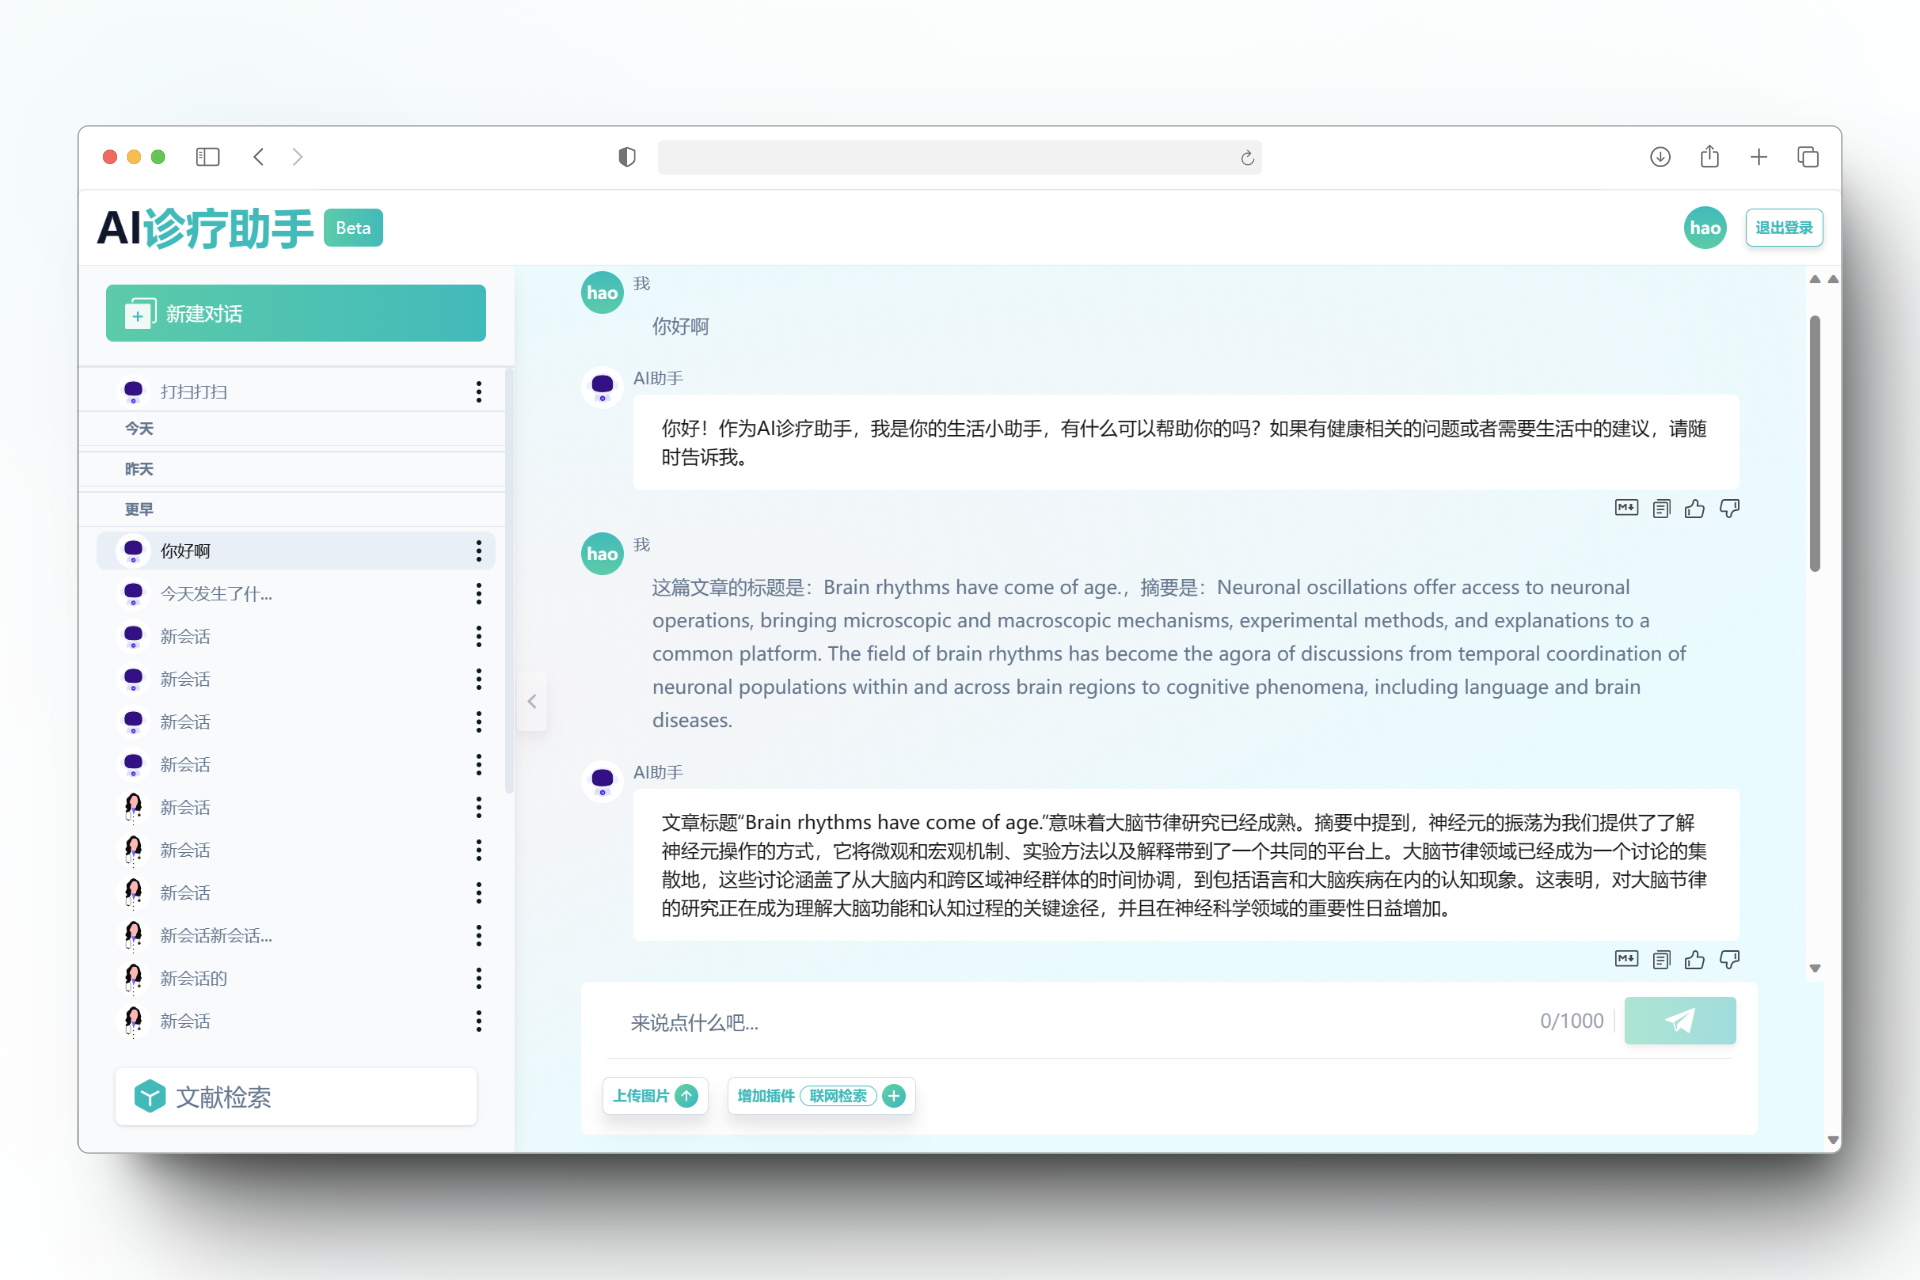 AI诊疗助手 Beta
hao 退出登录
新建对话
打扫打扫
今天
昨天
更早
你好啊
今天发生了什...
新会话
新会话
新会话
新会话
新会话
新会话
新会话
新会话新会话...
新会话的
新会话
文献检索
hao 我
你好啊
AI助手
你好！作为AI诊疗助手，我是你的生活小助手，有什么可以帮助你的吗？如果有健康相关的问题或者需要生活中的建议，请随
时告诉我。
M
hao 我
这篇文章的标题是：Brain rhythms have come of age.，摘要是：Neuronal oscillations offer access to neuronal
operations, bringing microscopic and macroscopic mechanisms, experimental methods, and explanations to a
common platform. The field of brain rhythms has become the agora of discussions from temporal coordination of
neuronal populations within and across brain regions to cognitive phenomena, including language and brain
diseases.
AI助手
文章标题“Brain rhythms have come of age.”意味着大脑节律研究已经成熟。摘要中提到，神经元的振荡为我们提供了了解
神经元操作的方式，它将微观和宏观机制、实验方法以及解释带到了一个共同的平台上。大脑节律领域已经成为一个讨论的集
散地，这些讨论涵盖了从大脑内和跨区域神经群体的时间协调，到包括语言和大脑疾病在内的认知现象。这表明，对大脑节律
的研究正在成为理解大脑功能和认知过程的关键途径，并且在神经科学领域的重要性日益增加。
M
来说点什么吧... 0/1000
上传图片 增加插件 联网检索